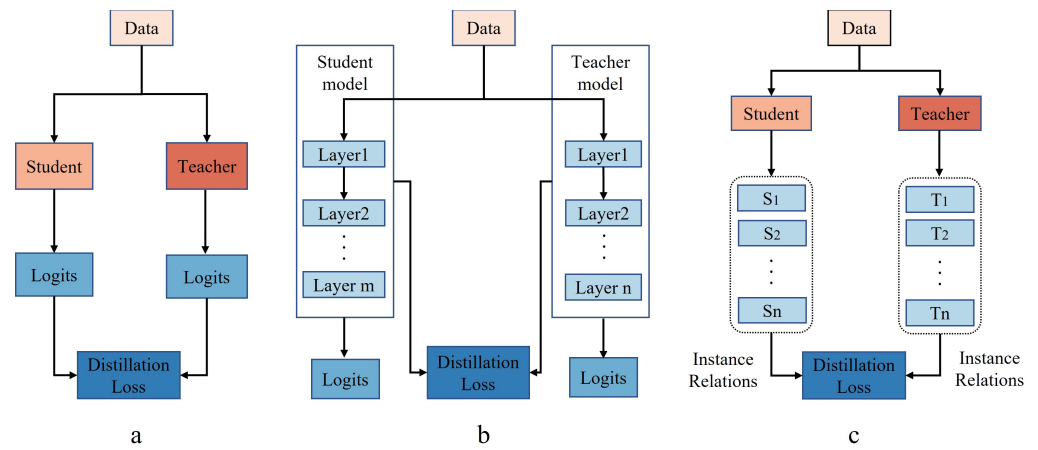 Data
Student
Teacher
Logits
Logits
Distillation
Loss
a
Data
Student
model
Teacher
model
Layer1
Layer1
Layer2
Layer2
Layer m
Layer n
Logits
Distillation
Loss
Logits
b
Data
Student
Teacher
S1
T1
S2
T2
Sn
Tn
Instance
Relations
Distillation
Loss
Instance
Relations
c